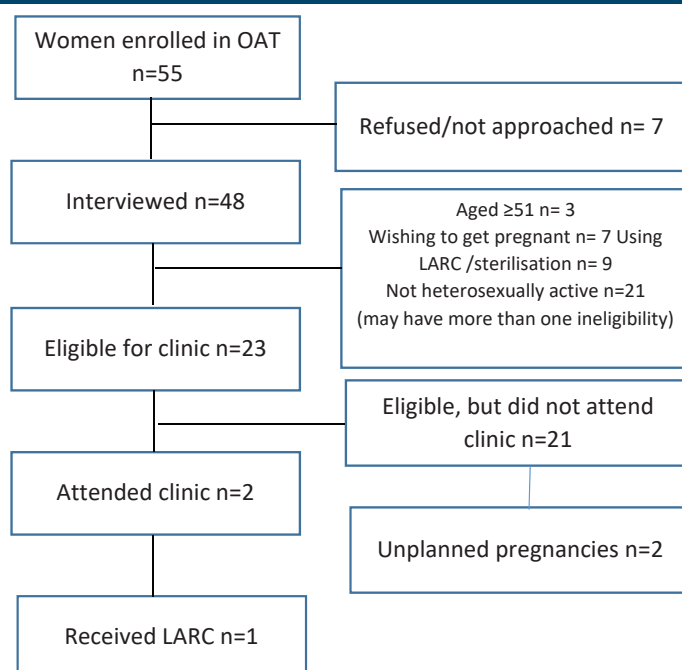 Women enrolled in OAT
n=55
Refused/not approached n= 7
Interviewed n=48
Aged ≥51 n= 3
Wishing to get pregnant n= 7 Using
LARC /sterilisation n= 9
Not heterosexually active n=21
(may have more than one ineligibility)
Eligible for clinic n=23
Eligible, but did not attend
clinic n=21
Attended clinic n=2
Unplanned pregnancies n=2
Received LARC n=1